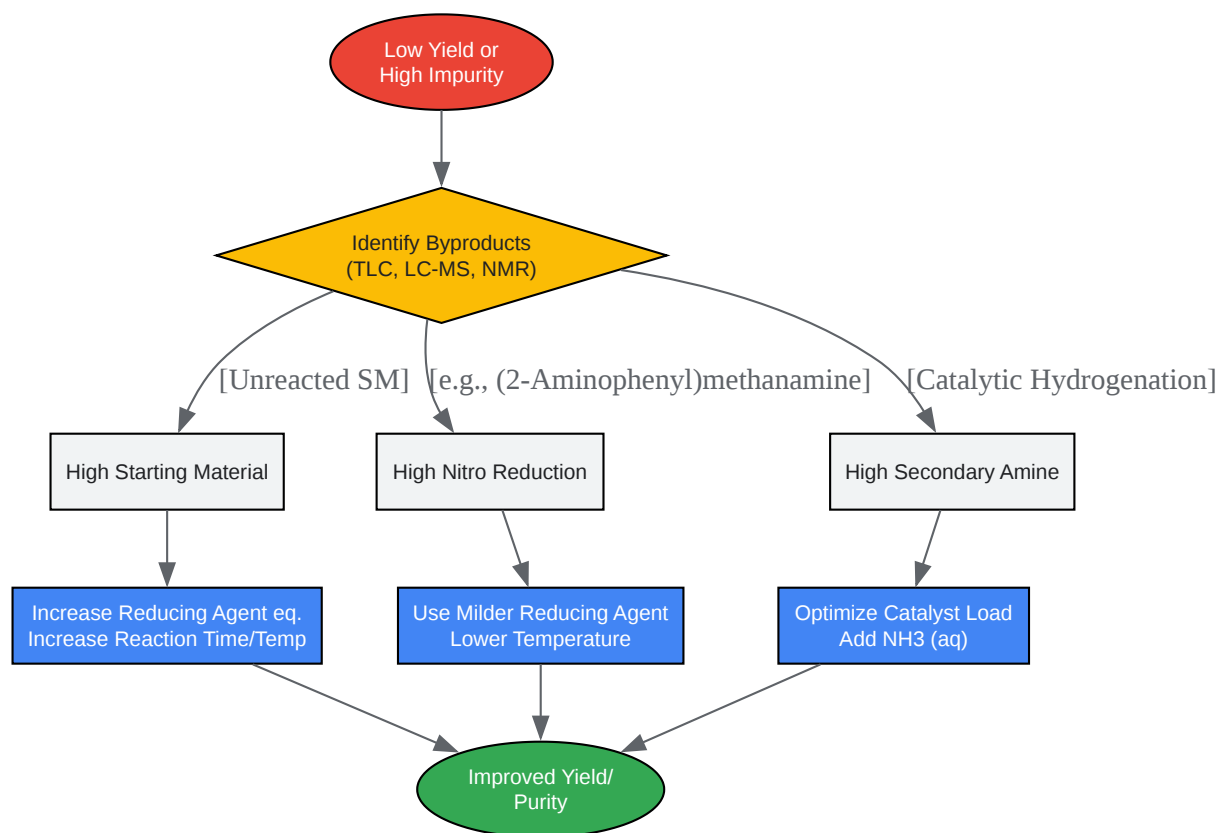 Low Yield or
High Impurity
Identify Byproducts
(TLC, LC-MS, NMR)
[Unreacted SM]
[e.g., (2-Aminophenyl)methanamine]
[Catalytic Hydrogenation]
High Starting Material
High Nitro Reduction
High Secondary Amine
Increase Reducing Agent eq.
Increase Reaction Time/Temp
Use Milder Reducing Agent
Lower Temperature
Optimize Catalyst Load
Add NH3 (aq)
Improved Yield/
Purity